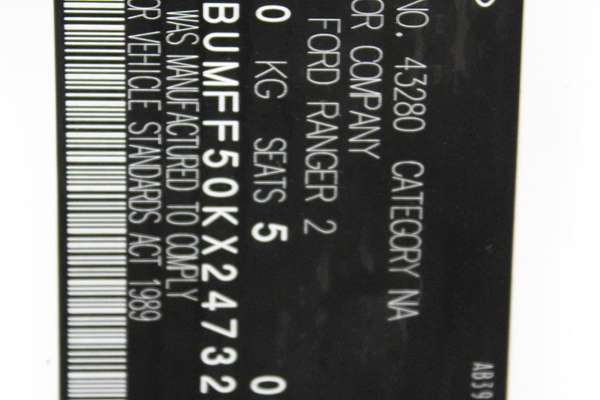 NO. 43280 CATEGORY NA
OR COMPANY
FORD RANGER 2
0 KG SEATS 5 0
BUMFF50KX24732
WAS MANUFACTURED TO COMPLY
OR VEHICLE STANDARDS ACT 1989
AB39